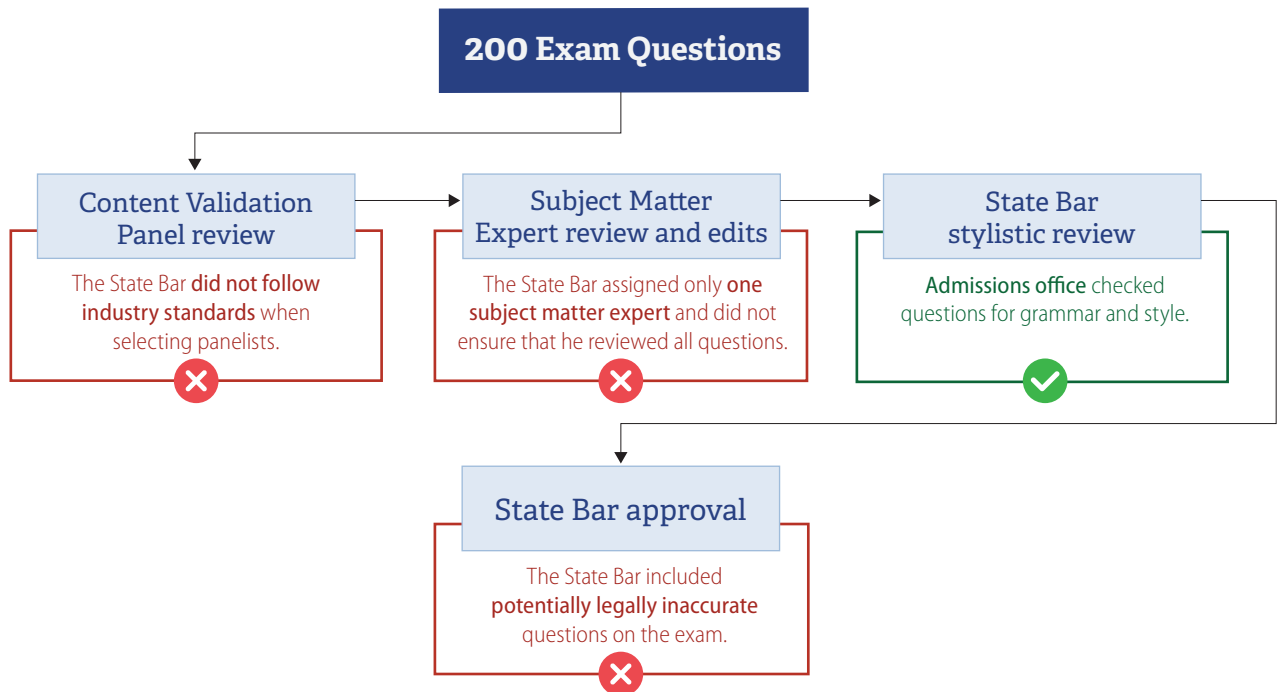 200 Exam Questions
Content Validation
Panel review
The State Bar did not follow
industry standards when
selecting panelists.
Subject Matter
Expert review and edits
The State Bar assigned only one
subject matter expert and did not
ensure that he reviewed all questions.
State Bar
stylistic review
Admissions office checked
questions for grammar and style.
State Bar approval
The State Bar included
potentially legally inaccurate
questions on the exam.